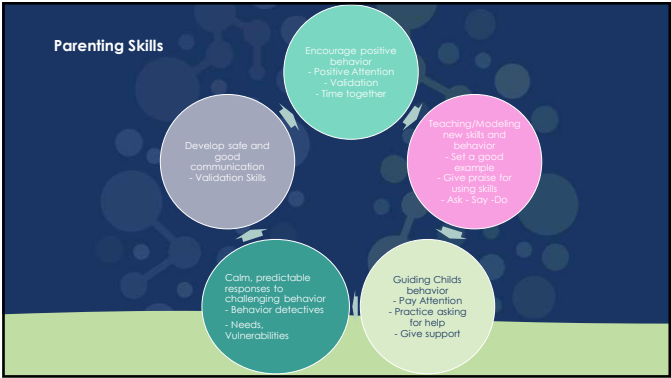 Parenting Skills
Encourage positive
behavior
- Positive Attention
- Validation
- Time together
Teaching/Modeling
new skills and
behavior
- Set a good
example
- Give praise for
using skills
- Ask - Say -Do
Guiding Childs
behavior
- Pay Attention
- Practice asking
for help
- Give support
Calm, predictable
responses to
challenging behavior
- Behavior detectives
- Needs,
Vulnerabilities
Develop safe and
good
communication
- Validation Skills